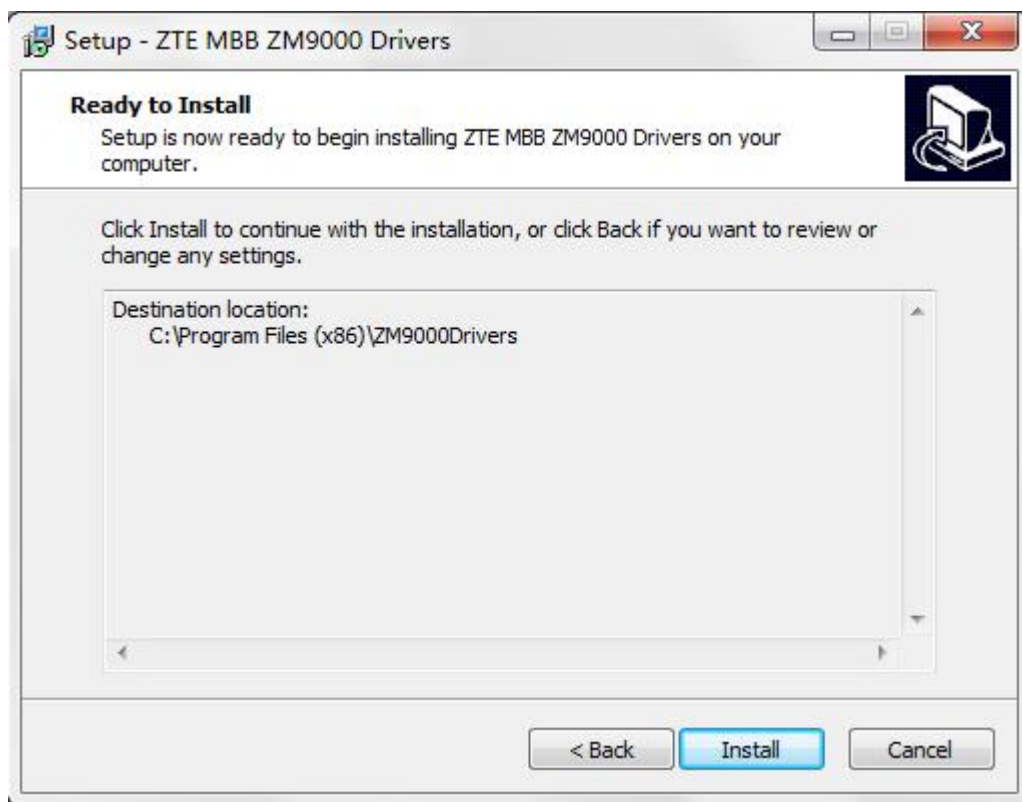 Setup - ZTE MBB ZM9000 Drivers
Ready to Install
Setup is now ready to begin installing ZTE MBB ZM9000 Drivers on your
computer.
Click Install to continue with the installation, or click Back if you want to review or
change any settings.
Destination location:
C:\Program Files (x86)\ZM9000Drivers
< Back
Install
Cancel